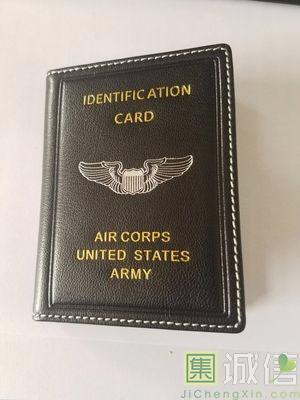 IDENTIFICATION
CARD
AIR CORPS
UNITED STATES
ARMY
集 诚信
JiChengXin.com